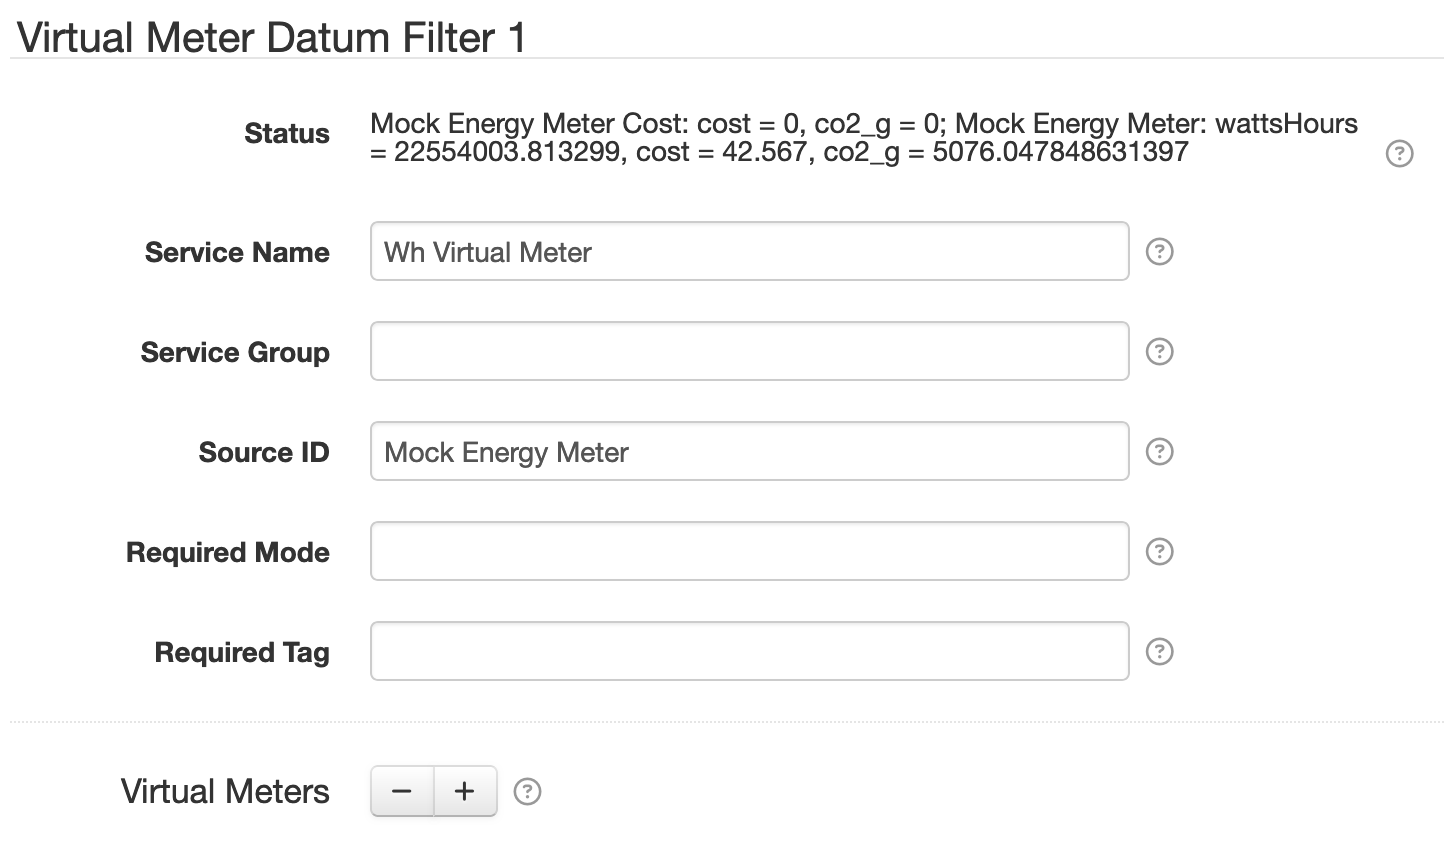 Virtual Meter Datum Filter 1
Status
Mock Energy Meter Cost: cost = 0, co2_g = 0; Mock Energy Meter: wattsHours
= 22554003.813299, cost = 42.567, co2_g = 5076.047848631397
?
Service Name
Wh Virtual Meter
?
Service Group
?
Source ID
Mock Energy Meter
?
Required Mode
?
Required Tag
?
Virtual Meters
− +
?